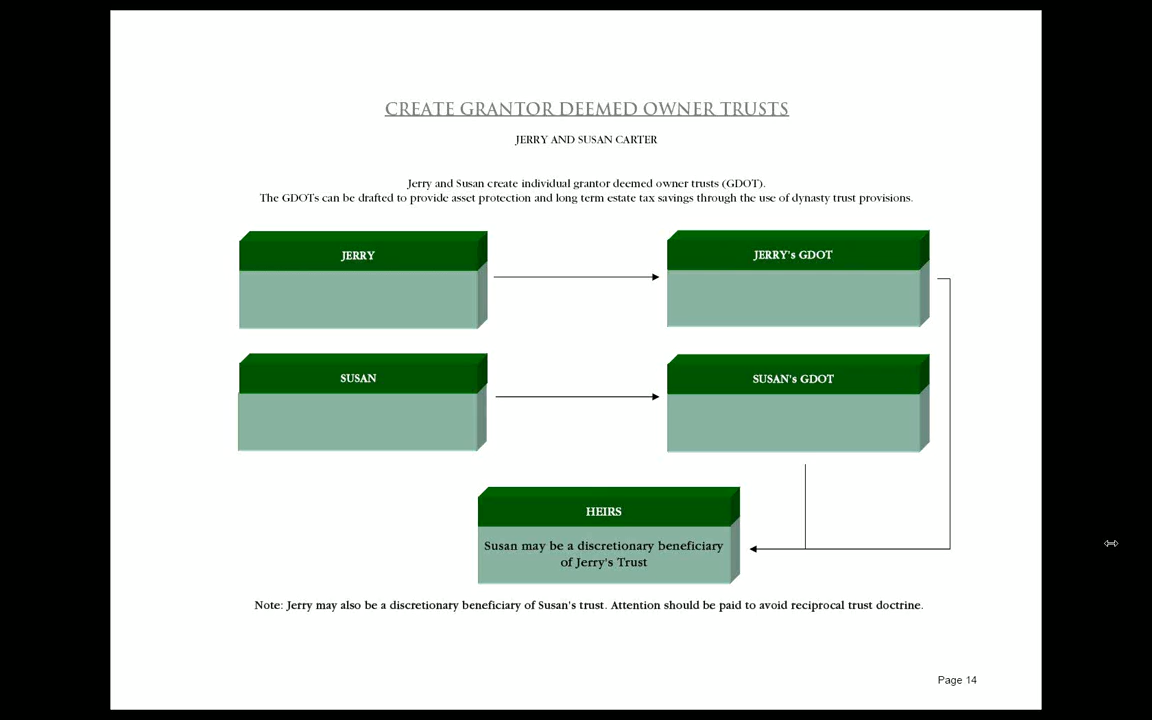 CREATE GRANTOR DEEMED OWNER TRUSTS
JERRY AND SUSAN CARTER
Jerry and Susan create individual grantor deemed owner trusts (GDOT).
The GDOTs can be drafted to provide asset protection and long term estate tax savings through the use of dynasty trust provisions.
JERRY
JERRY's GDOT
SUSAN
SUSAN's GDOT
HEIRS
Susan may be a discretionary beneficiary
of Jerry's Trust
Note: Jerry may also be a discretionary beneficiary of Susan's trust. Attention should be paid to avoid reciprocal trust doctrine.
Page 14